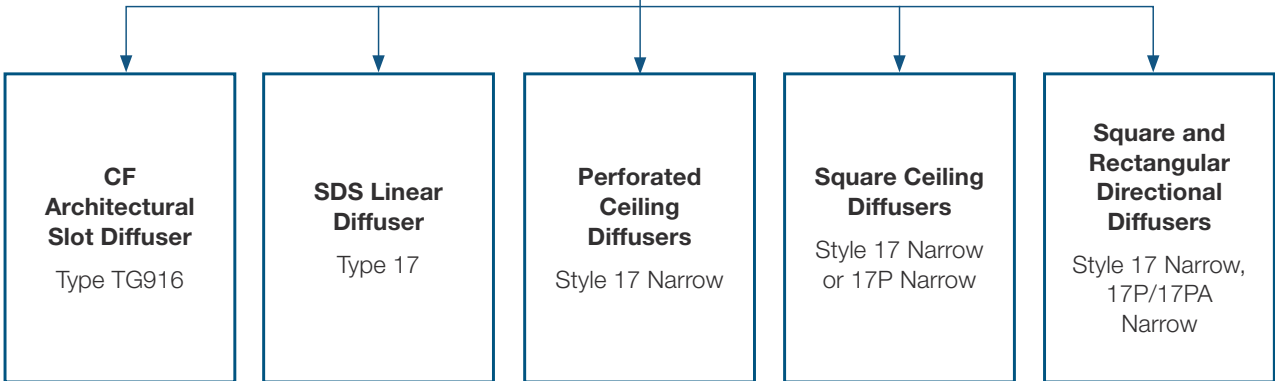 CF
Architectural
Slot Diffuser
Type TG916
SDS Linear
Diffuser
Type 17
Perforated
Ceiling
Diffusers
Style 17 Narrow
Square Ceiling
Diffusers
Style 17 Narrow
or 17P Narrow
Square and
Rectangular
Directional
Diffusers
Style 17 Narrow,
17P/17PA
Narrow